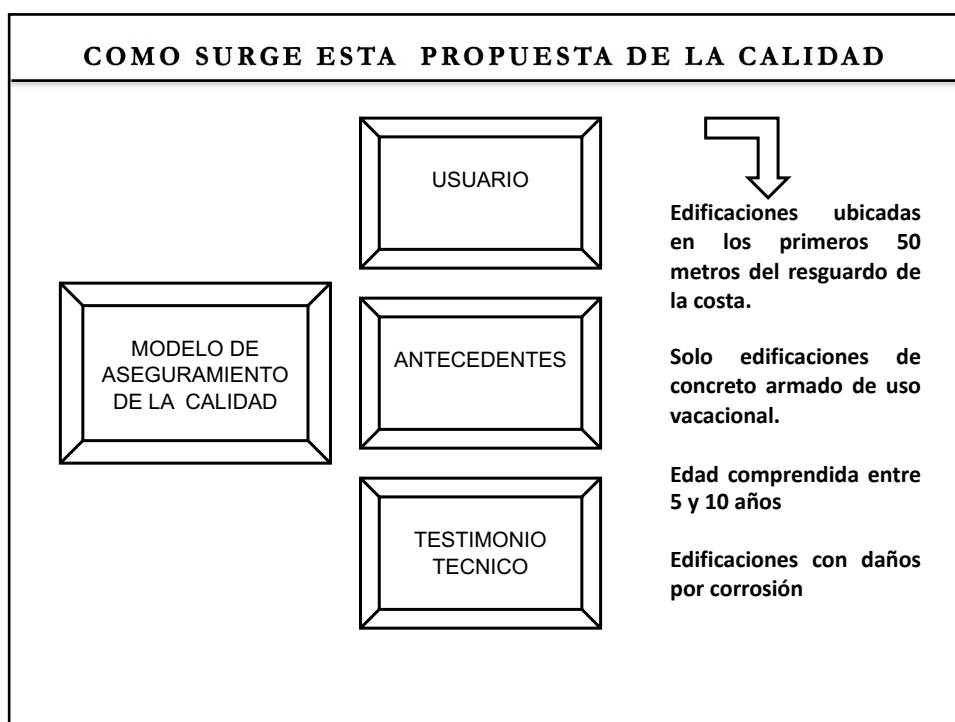 COMO SURGE ESTA PROPUESTA DE LA CALIDAD
MODELO DE
ASEGURAMIENTO
DE LA CALIDAD
USUARIO
ANTECEDENTES
TESTIMONIO
TECNICO
Edificaciones ubicadas
en los primeros 50
metros del resguardo de
la costa.
Solo edificaciones de
concreto armado de uso
vacacional.
Edad comprendida entre
5 y 10 años
Edificaciones con daños
por corrosión